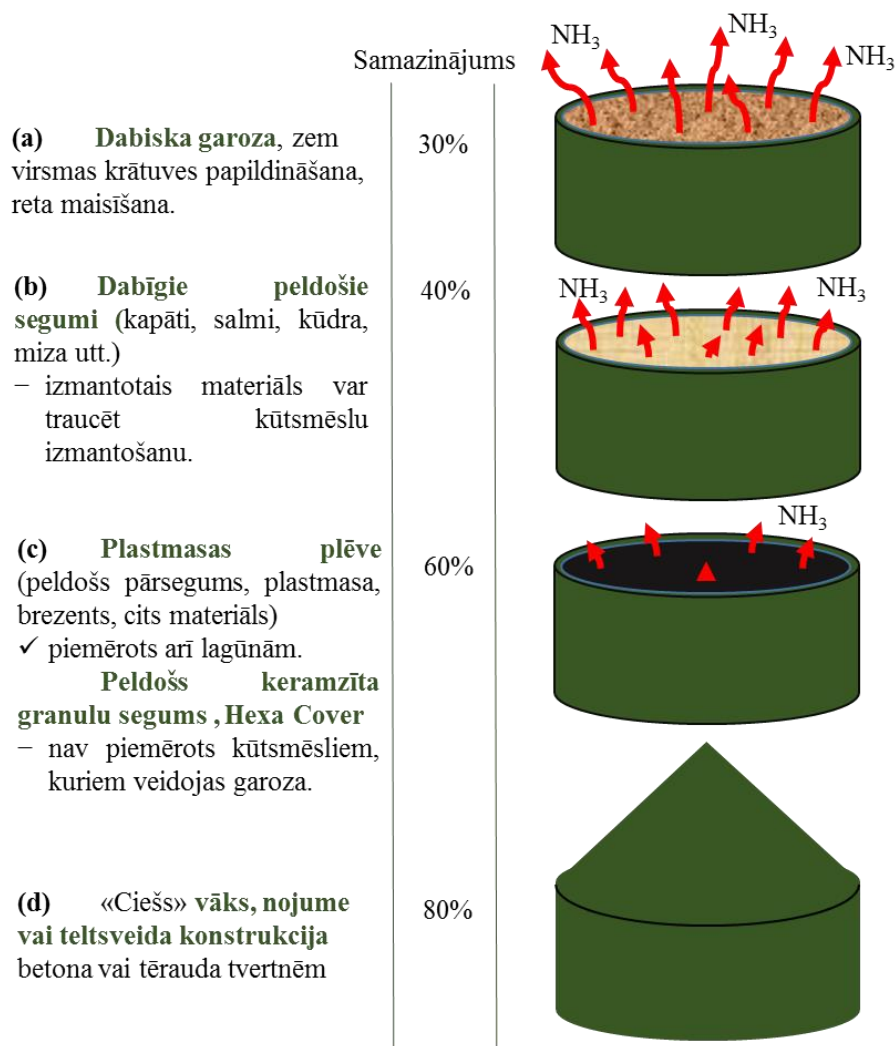 Samazinājums
NH3
NH3
NH3
(a) Dabiska garoza, zem
virsmas krātuves papildināšana,
reta maisīšana.
30%
(b) Dabīgie peldošie
segumi (kapāti, salmi, kūdra,
miza utt.)
− izmantotais materiāls var
traucēt kūtsmēslu
izmantošanu.
40%
NH3
NH3
(c) Plastmasas plēve
(peldošs pārsegums, plastmasa,
brezents, cits materiāls)
✓ piemērots arī lagūnām.
Peldošs keramzīta
granulu segums , Hexa Cover
− nav piemērots kūtsmēsliem,
kuriem veidojas garoza.
60%
NH3
(d) «Ciešs» vāks, nojume
vai teltsveida konstrukcija
betona vai tērauda tvertnēm
80%